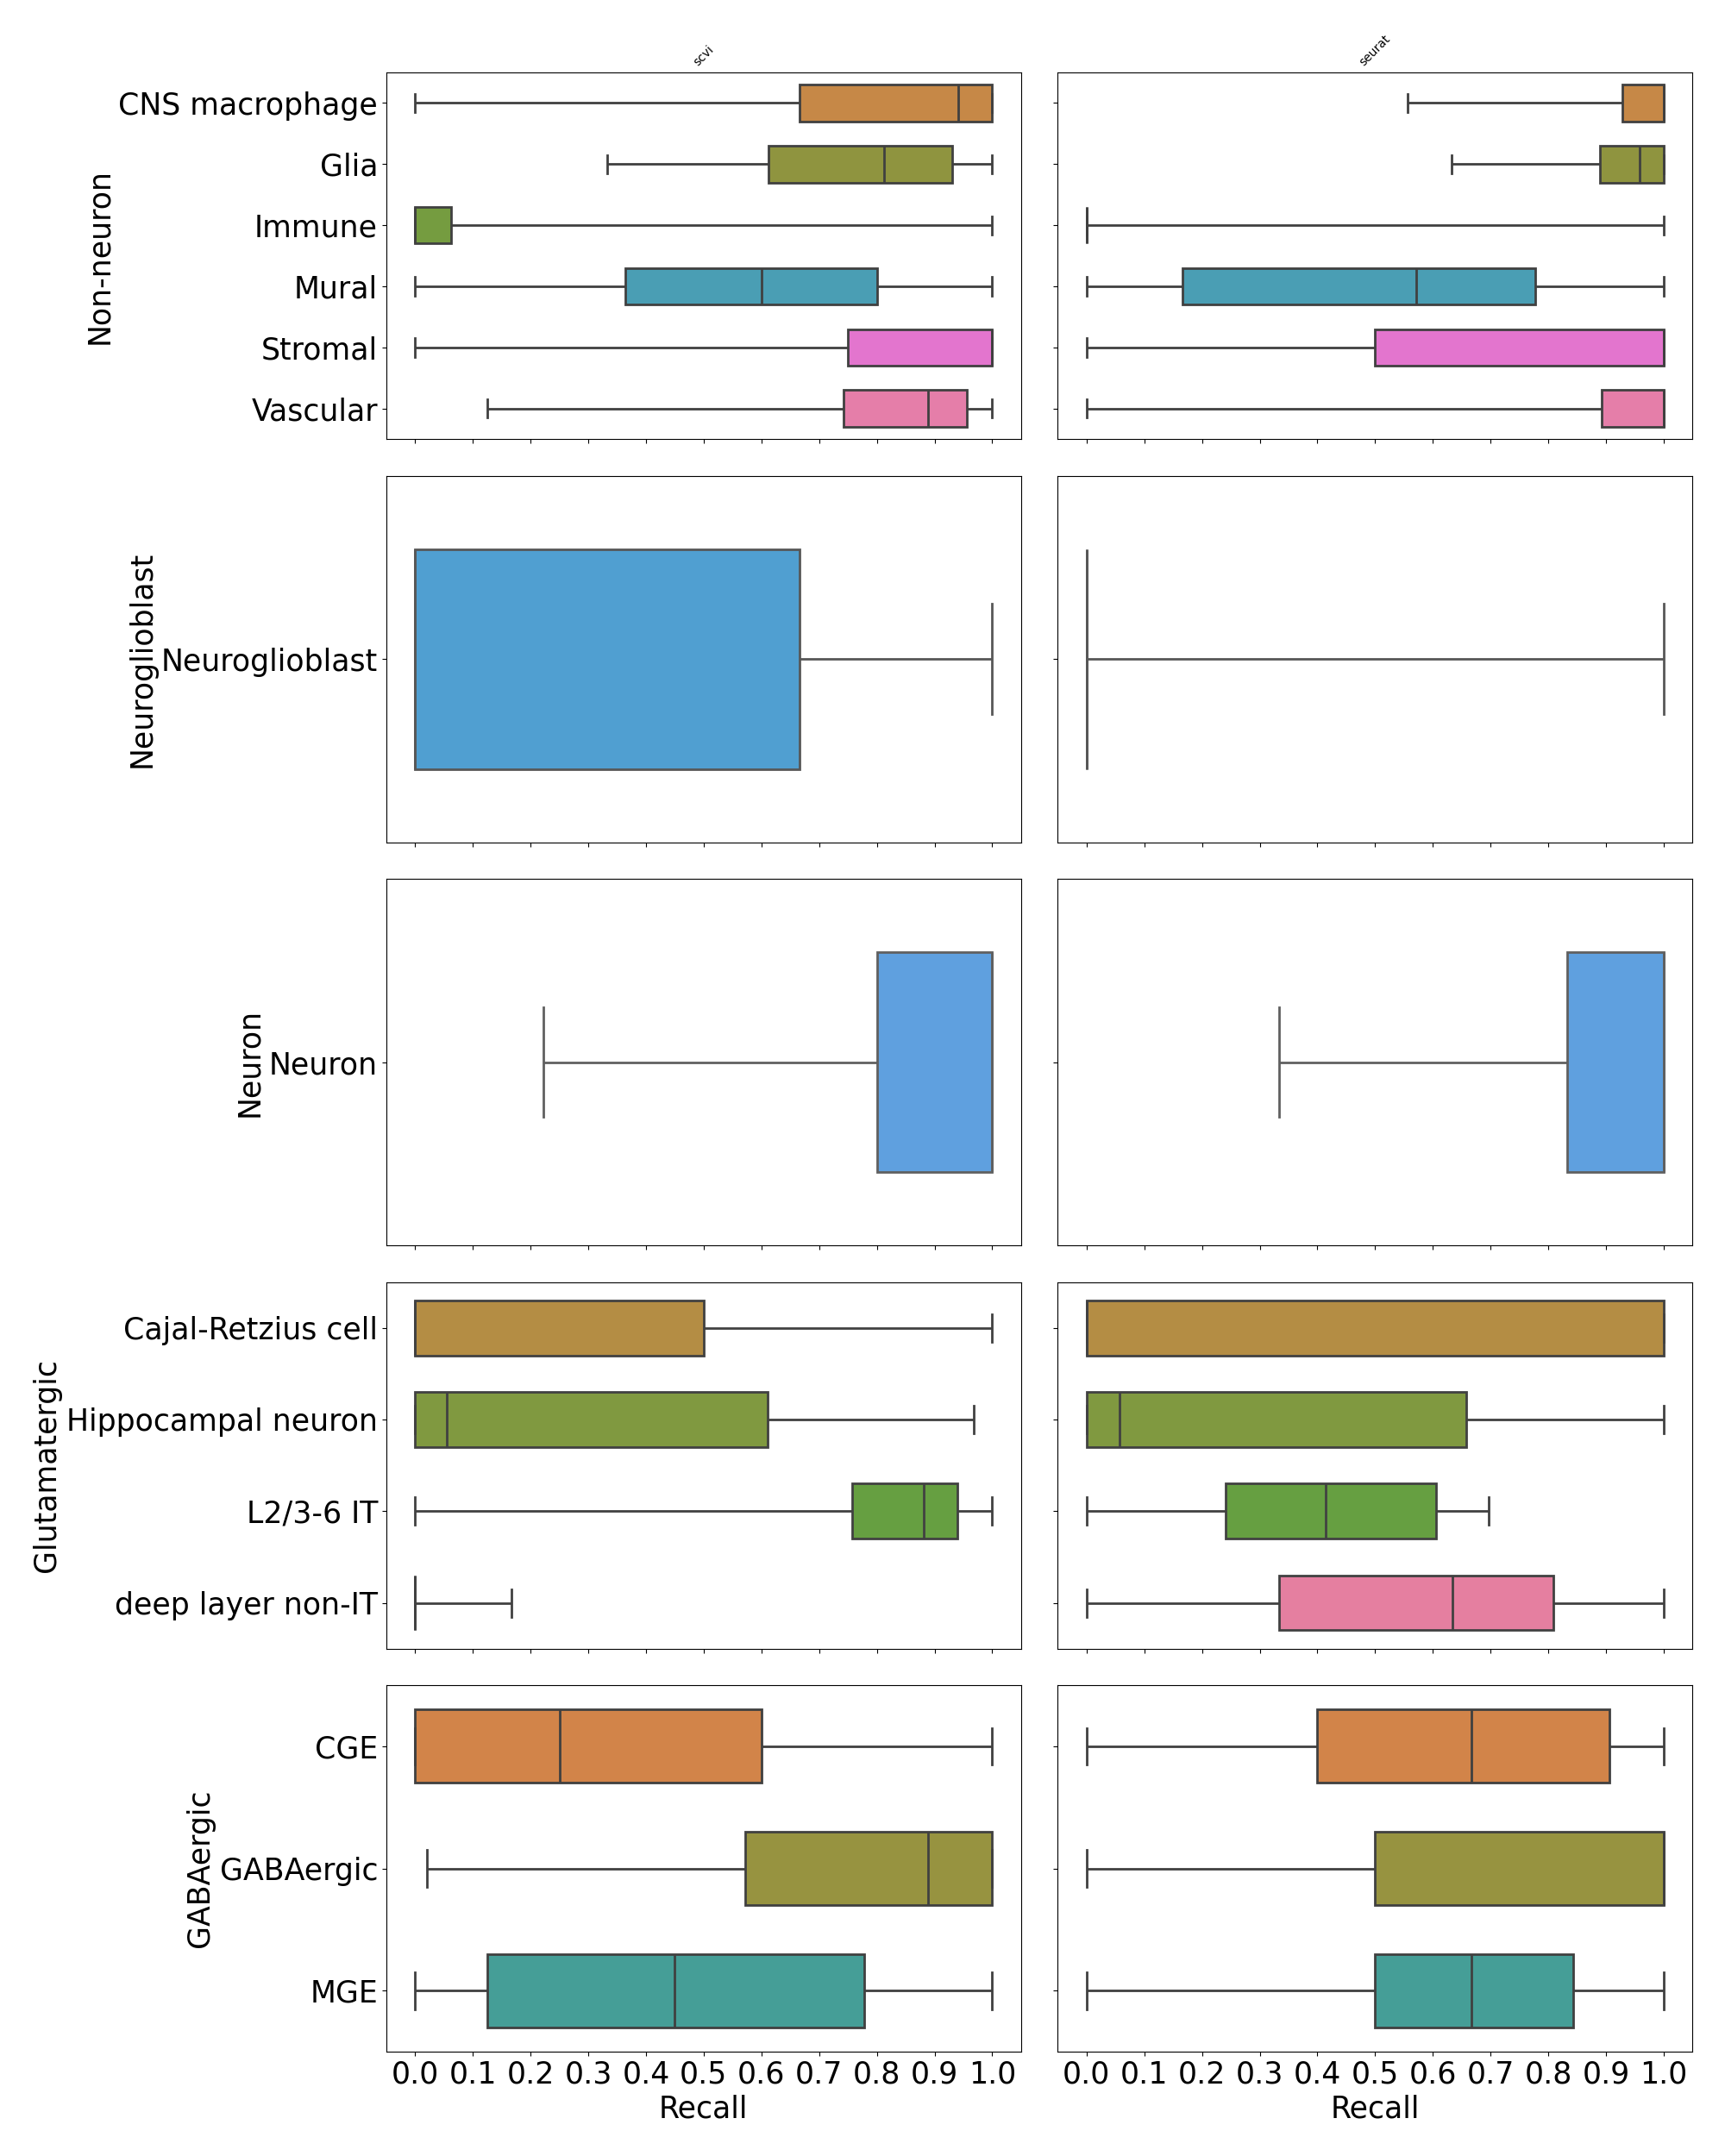 scvi
seurat
Non-neuron
CNS macrophage
Glia
Immune
Mural
Stromal
Vascular
Neuroglioblast
Neuroglioblast
Neuron
Neuron
Glutamatergic
Cajal-Retzius cell
Hippocampal neuron
L2/3-6 IT
deep layer non-IT
GABAergic
CGE
GABAergic
MGE
0.0 0.1 0.2 0.3 0.4 0.5 0.6 0.7 0.8 0.9 1.0
0.0 0.1 0.2 0.3 0.4 0.5 0.6 0.7 0.8 0.9 1.0
Recall
Recall